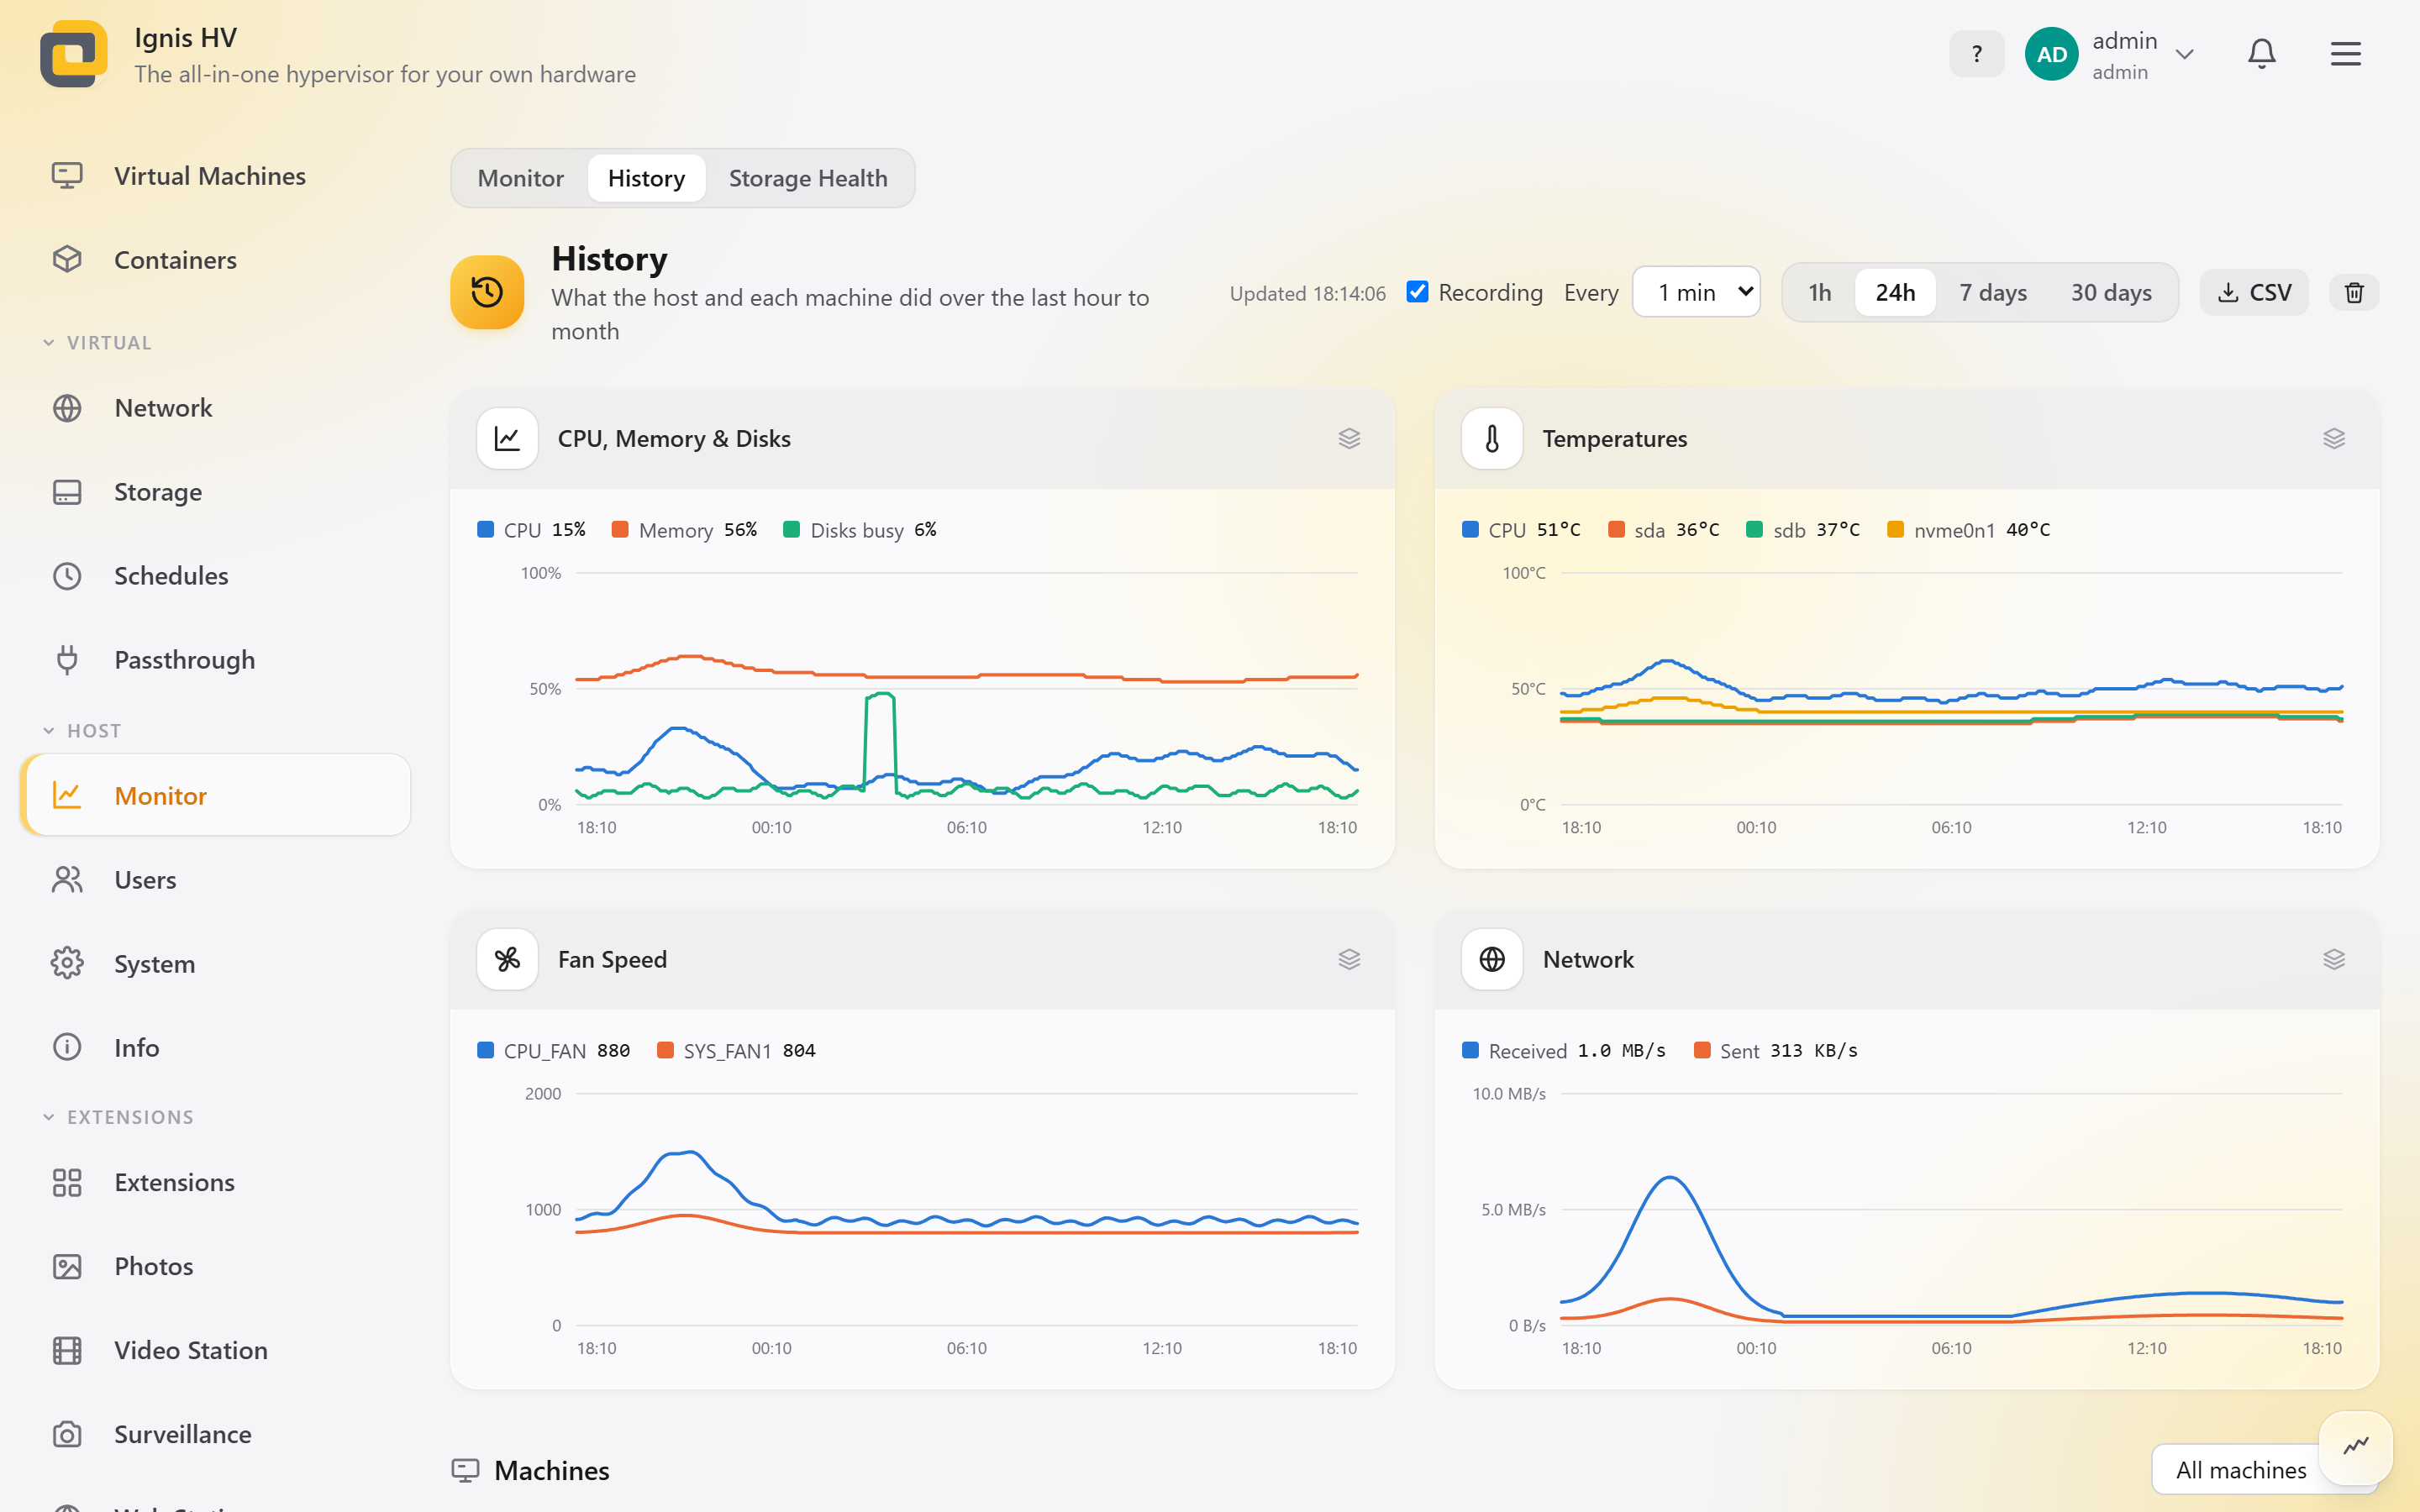 Ignis HV
The all-in-one hypervisor for your own hardware
?
AD
admin
admin
Virtual Machines
Containers
VIRTUAL
Network
Storage
Schedules
Passthrough
HOST
Monitor
Users
System
Info
EXTENSIONS
Extensions
Photos
Video Station
Surveillance
Monitor
History
Storage Health
History
What the host and each machine did over the last hour to
month
Updated 18:14:06
Recording
Every
1 min
1h
24h
7 days
30 days
CSV
CPU, Memory & Disks
CPU 15%
Memory 56%
Disks busy 6%
100%
50%
0%
18:10
00:10
06:10
12:10
18:10
Temperatures
CPU 51°C
sda 36°C
sdb 37°C
nvme0n1 40°C
100°C
50°C
0°C
18:10
00:10
06:10
12:10
18:10
Fan Speed
CPU_FAN 880
SYS_FAN1 804
2000
1000
0
18:10
00:10
06:10
12:10
18:10
Network
Received 1.0 MB/s
Sent 313 KB/s
10.0 MB/s
5.0 MB/s
0 B/s
18:10
00:10
06:10
12:10
18:10
Machines
All machines